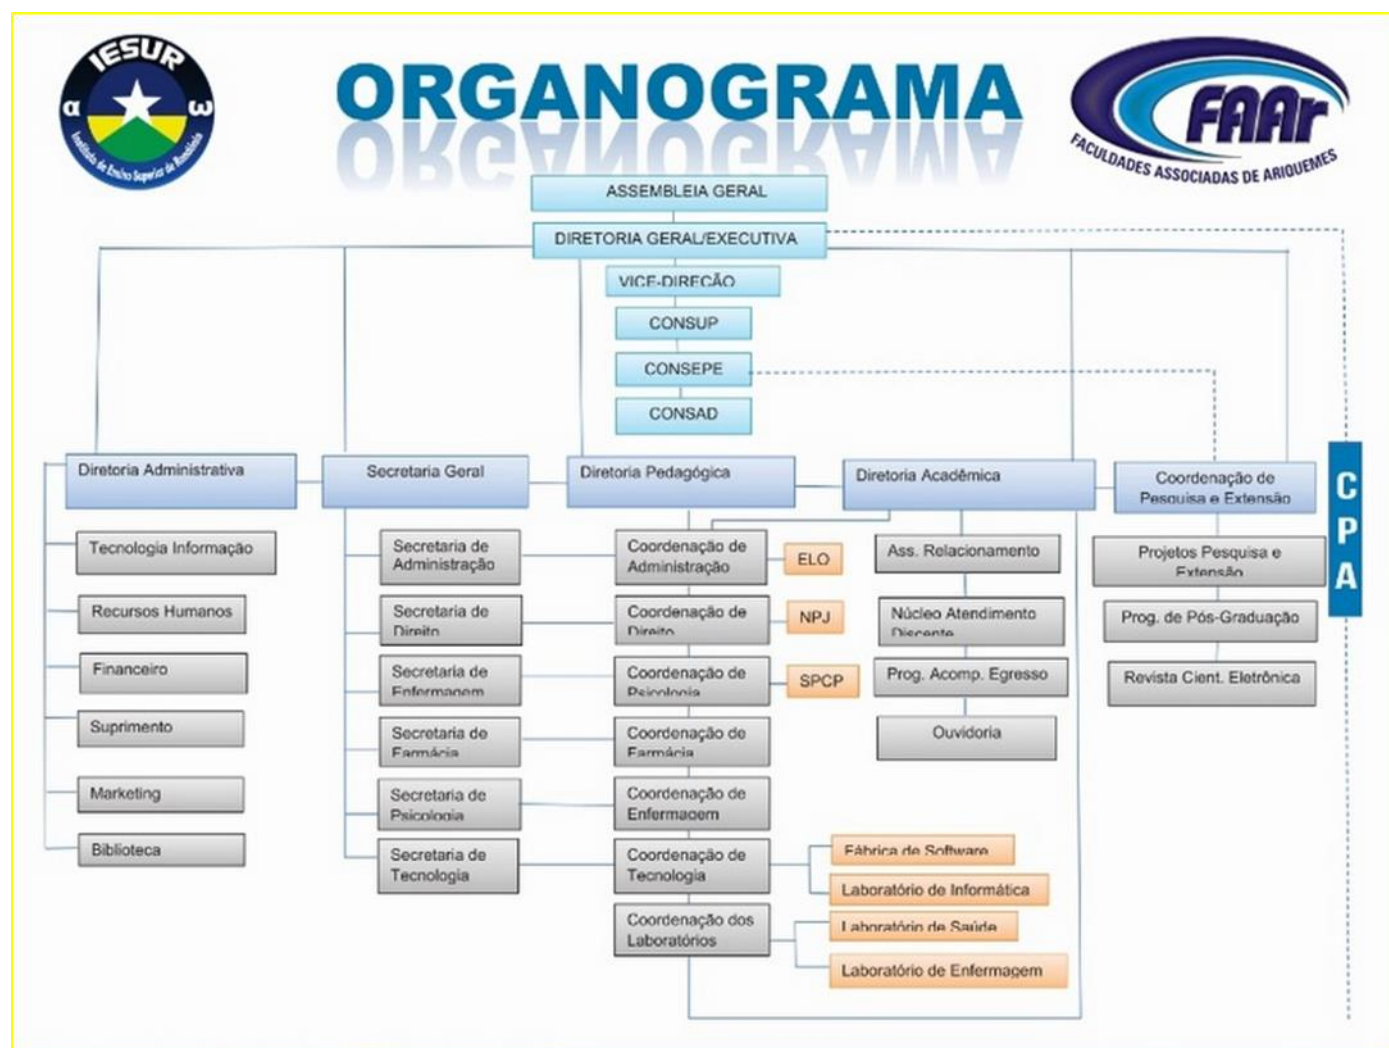 IESUR
α ω
Instituto de Ensino Superior de Rondônia
ORGANOGRAMA
FAAr
FACULDADES ASSOCIADAS DE ARIQUEMES
ASSEMBLEIA GERAL
DIRETORIA GERAL/EXECUTIVA
VICE-DIREÇÃO
CONSUP
CONSEPE
CONSAD
Diretoria Administrativa
Secretaria Geral
Diretoria Pedagógica
Diretoria Acadêmica
Coordenação de
Pesquisa e Extensão
C
P
A
Tecnologia Informação
Recursos Humanos
Financeiro
Suprimento
Marketing
Biblioteca
Secretaria de
Administração
Secretaria de
Direito
Secretaria de
Enfermagem
Secretaria de
Farmácia
Secretaria de
Psicologia
Secretaria de
Tecnologia
Coordenação de
Administração
Coordenação de
Direito
Coordenação de
Psicologia
Coordenação de
Farmácia
Coordenação de
Enfermagem
Coordenação de
Tecnologia
Coordenação dos
Laboratórios
ELO
NPJ
SPCP
Fábrica de Software
Laboratório de Informática
Laboratório de Saúde
Laboratório de Enfermagem
Ass. Relacionamento
Núcleo Atendimento
Discente
Prog. Acomp. Egresso
Ouvidoria
Projetos Pesquisa e
Extensão
Prog. de Pós-Graduação
Revista Cient. Eletrônica